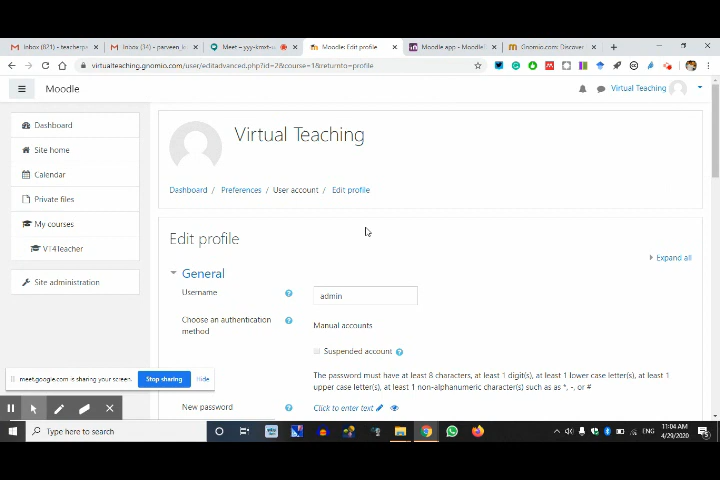 Inbox (821) - teacherp
Inbox (34) - parveen_k
Meet – yyy-kmxt-
Moodle: Edit profile
Moodle app - MoodleD
Gnomio.com: Discover
virtualteaching.gnomio.com/user/editadvanced.php?id=2&course=1&returnto=profile
Moodle
Virtual Teaching
Dashboard
Site home
Calendar
Private files
My courses
V14Teacher
Site administration
Virtual Teaching
Dashboard / Preferences / User account / Edit profile
Edit profile
Expand all
General
Username
admin
Choose an authentication
method
Manual accounts
Suspended account
The password must have at least 8 characters, at least 1 digit(s), at least 1 lower case letter(s), at least 1
upper case letter(s), at least 1 non-alphanumeric character(s) such as as *, -, or #
New password
Click to enter text
meet.google.com is sharing your screen.
Stop sharing
Hide
Type here to search
ENG
11:04 AM
4/29/2020
5